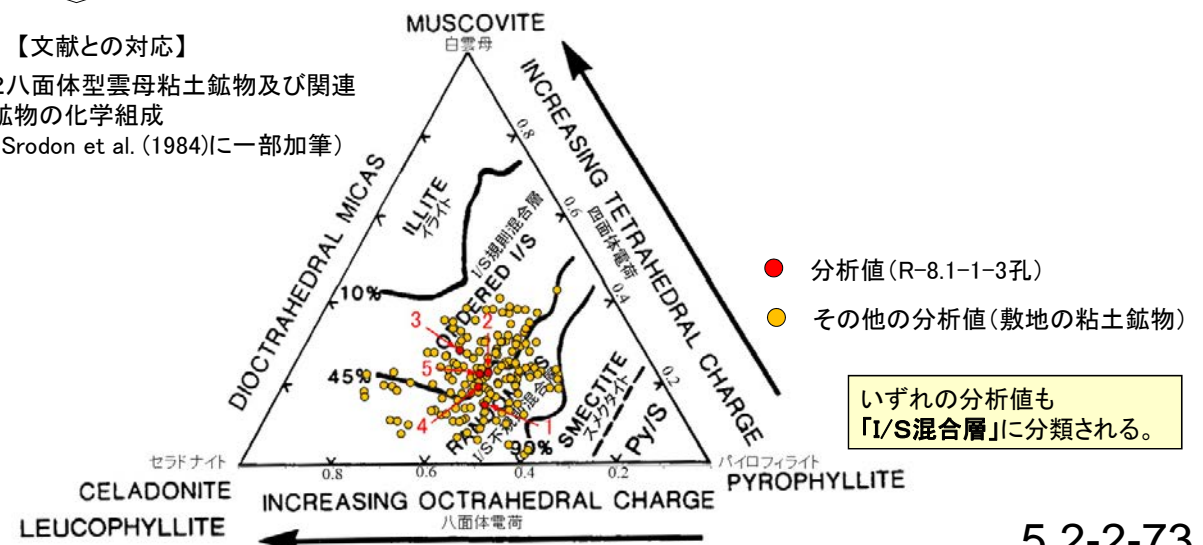 【文献との対応】
2八面体型雲母粘土鉱物及び関連
鉱物の化学組成
Srodon et al. (1984)に一部加筆）
MUSCOVITE
白雲母
DIOCTRAHEDRAL MICAS
INCREASING TETRAHEDRAL CHARGE
四面体電荷
0.8
0.6
0.4
0.2
ILLITE
イライト
I/S規則混合層
ORDERED I/S
10%
3
2
5
45%
4
1
I/S不規則混合層
90%
SMECTITE
スメクタイト
Py/S
セラドナイト
CELADONITE
LEUCOPHYLLITE
0.8
0.6
0.4
0.2
INCREASING OCTRAHEDRAL CHARGE
八面体電荷
パイロフィライト
PYROPHYLLITE
分析値（R-8.1-1-3孔）
その他の分析値（敷地の粘土鉱物）
いずれの分析値も
「I/S混合層」に分類される。
5.2-2-73